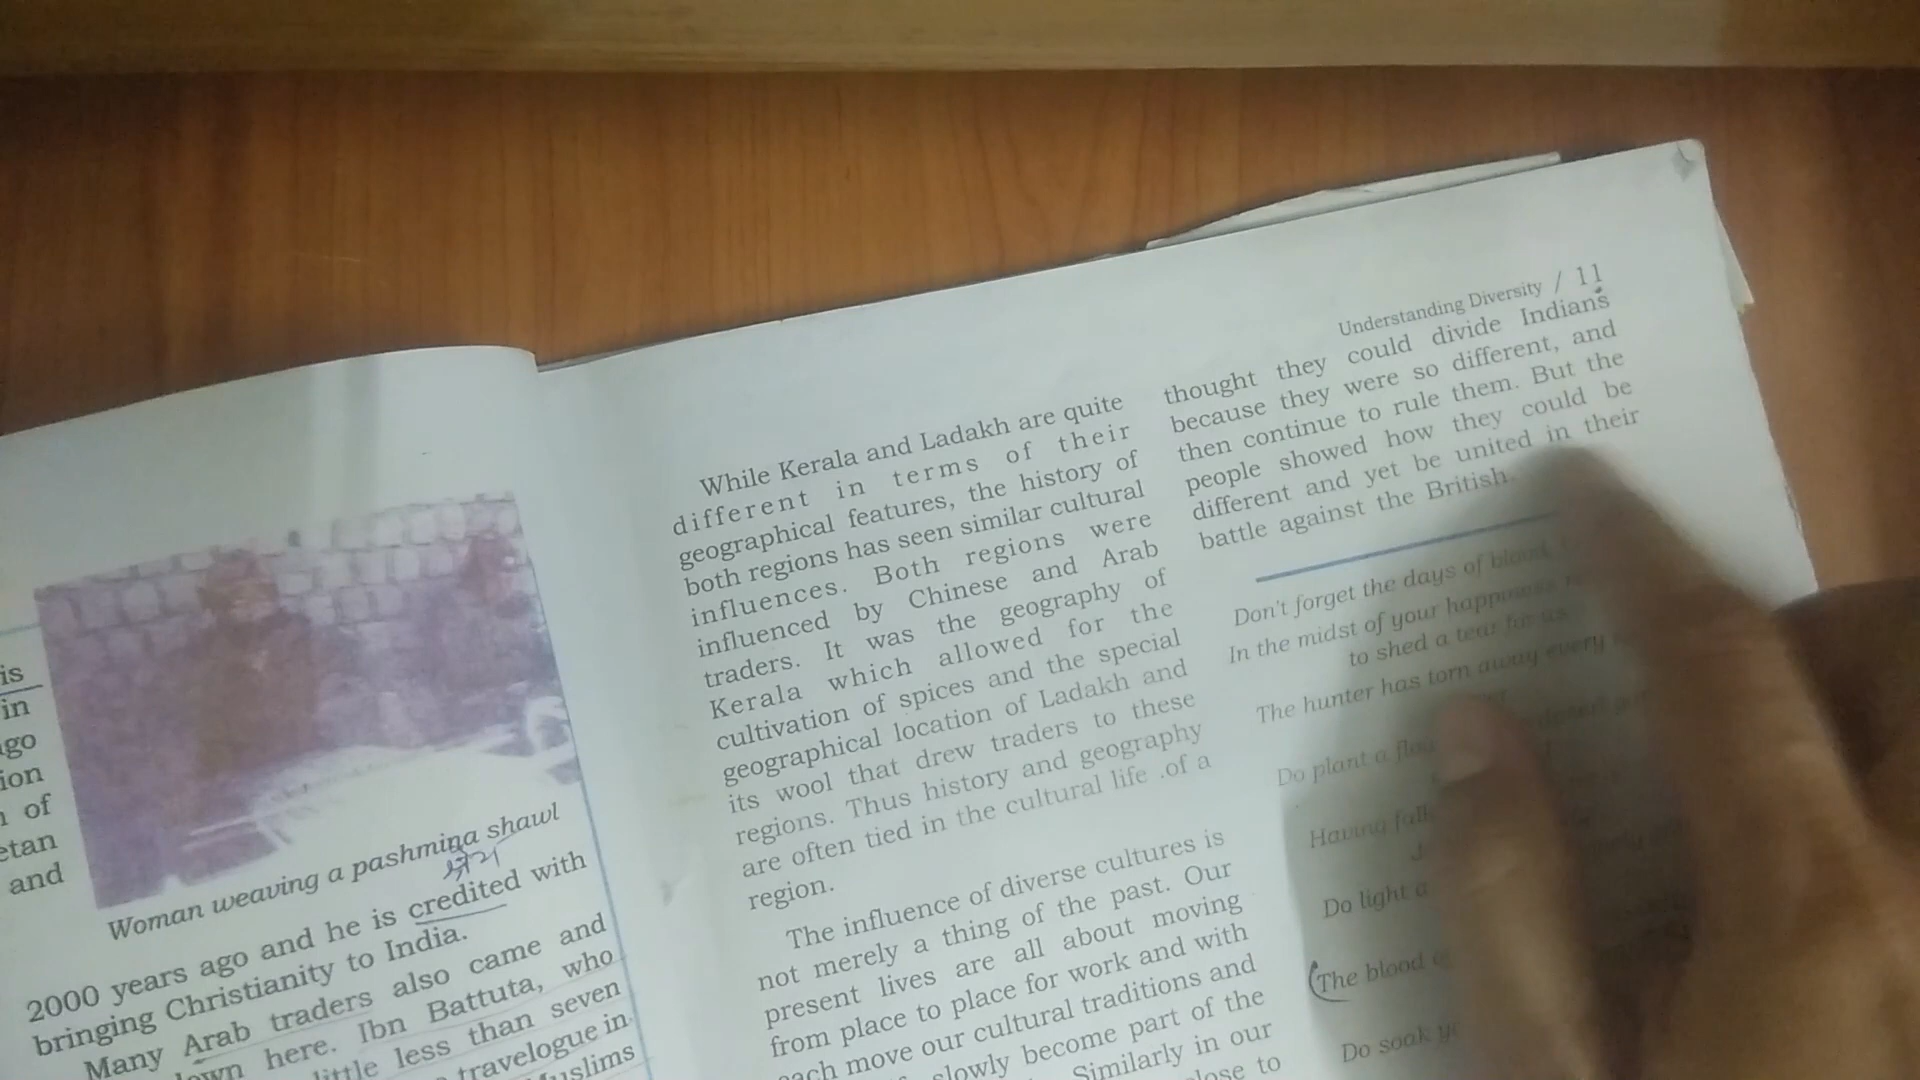 is
in
ago
ion
of
etan
and
Woman weaving a pashmina shawl
2000 years ago and he is credited with
bringing Christianity to India.
Many Arab traders also came and
here. Ibn Battuta, who
little less than seven
travelogue in
Muslims
Understanding Diversity / 11
While Kerala and Ladakh are quite
different in terms of their
geographical features, the history of
both regions has seen similar cultural
influences. Both regions were
influenced by Chinese and Arab
traders. It was the geography of
Kerala which allowed for the
cultivation of spices and the special
geographical location of Ladakh and
its wool that drew traders to these
regions. Thus history and geography
are often tied in the cultural life .of a
region.
The influence of diverse cultures is
not merely a thing of the past. Our
present lives are all about moving
from place to place for work and with
each move our cultural traditions and
slowly become part of the
Similarly in our
close to
thought they could divide Indians
because they were so different, and
then continue to rule them. But the
people showed how they could be
different and yet be united in their
battle against the British.
Don't forget the days of blood
In the midst of your happiness
to shed a tear for us
The hunter has torn away every
Do plant a
Having
Do light a
The blood
Do soak